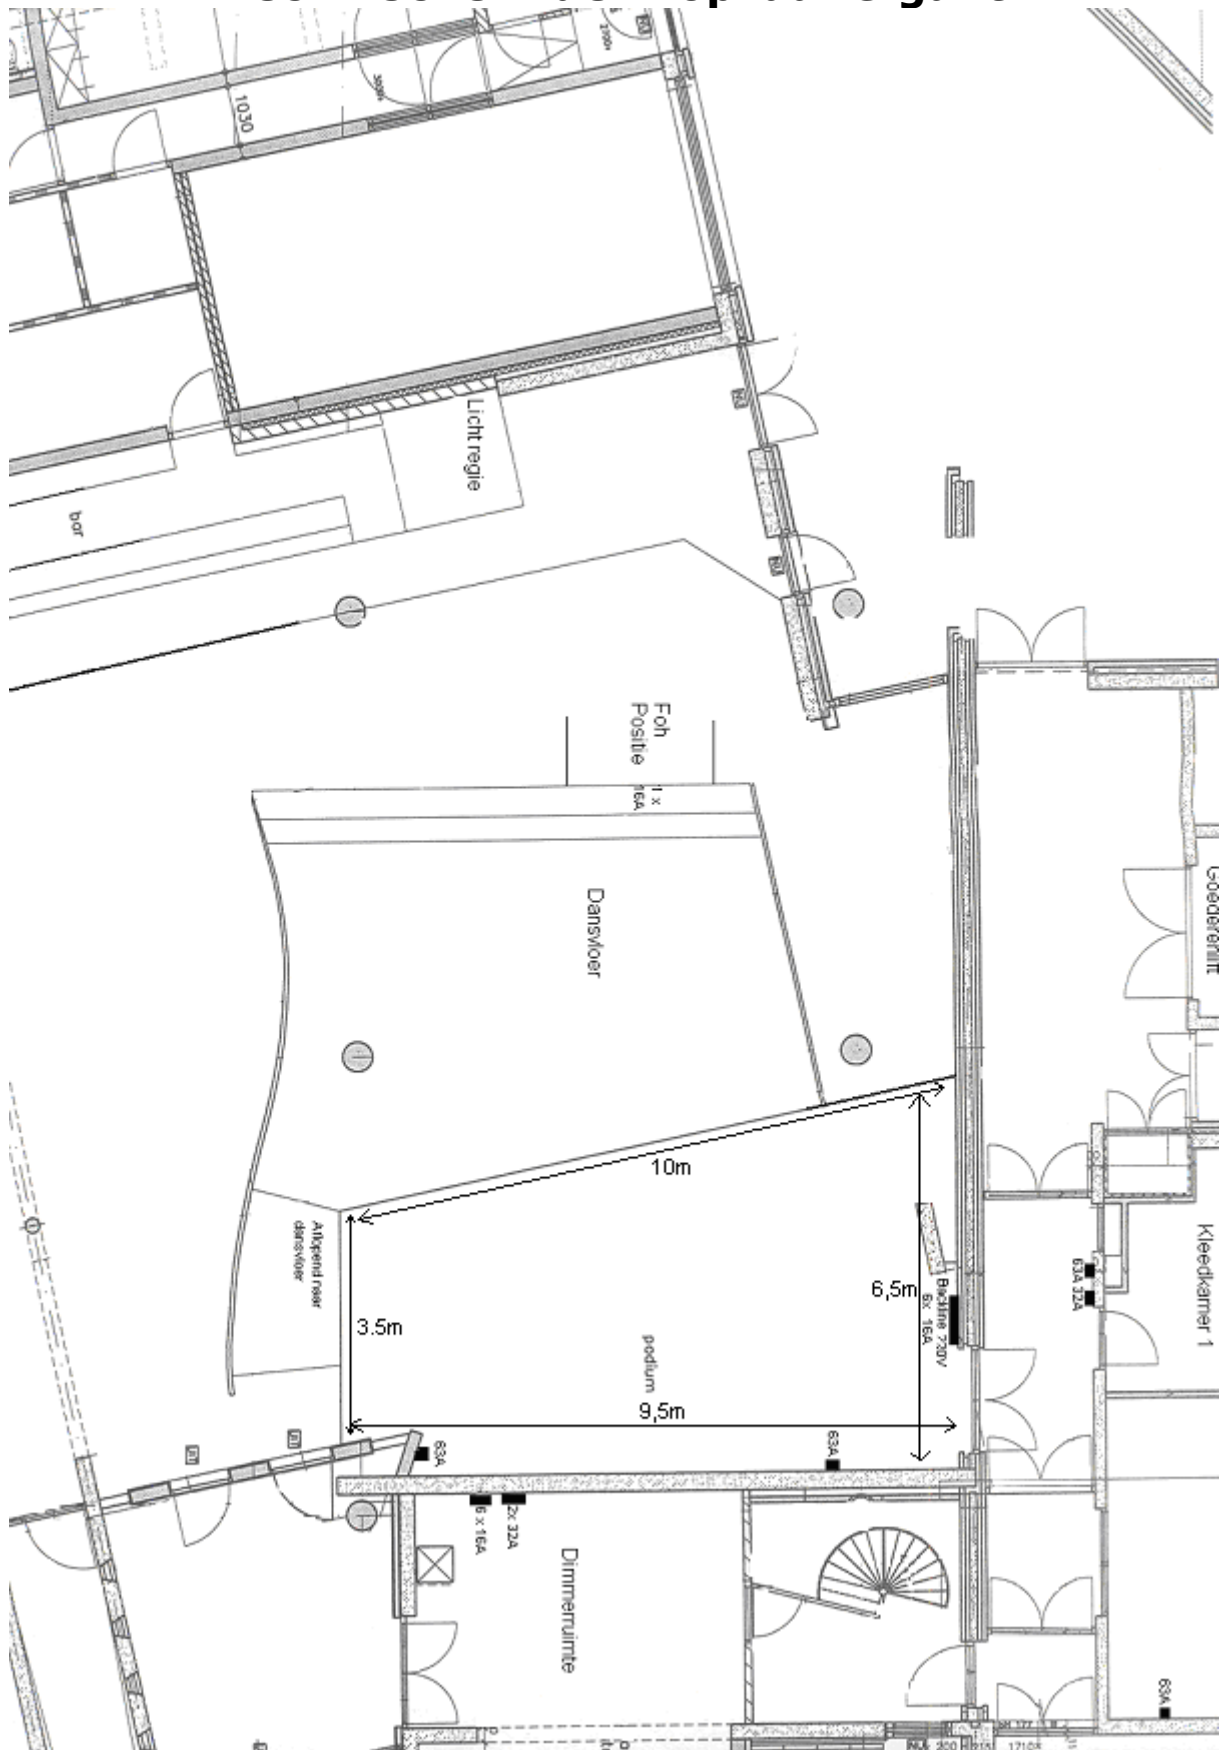 1030
Licht regie
bar
Foh
Positie
1 x
16A
Dansvloer
10m
Aflopend naar
dansvloer
3.5m
6,5m
Backline 230V
6x 16A
podium
9,5m
63A
63A
63A 32A
Kleedkamer 1
6 x 16A
2x 32A
Dimmerruimte
63A